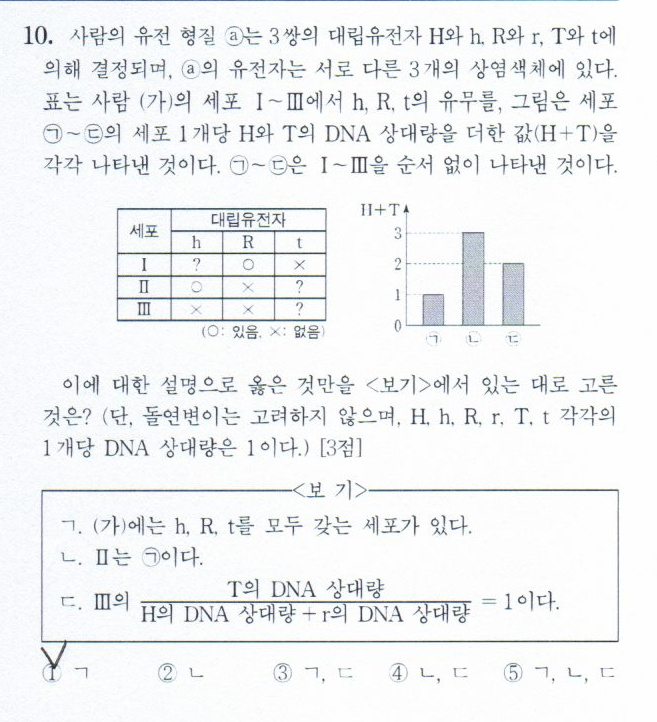 10. 사람의 유전 형질 ⓐ는 3쌍의 대립유전자 H와 h, R와 r, T와 t에
의해 결정되며, ⓐ의 유전자는 서로 다른 3개의 상염색체에 있다.
표는 사람 (가)의 세포 Ⅰ~Ⅲ에서 h, R, t의 유무를, 그림은 세포
㉠~㉢의 세포 1개당 H와 T의 DNA 상대량을 더한 값(H+T)을
각각 나타낸 것이다. ㉠~㉢은 Ⅰ~Ⅲ을 순서 없이 나타낸 것이다.
세포 대립유전자
h R t
Ⅰ ? ○ ×
Ⅱ ○ × ?
Ⅲ × × ?
(○: 있음, ×: 없음)
H+T
3
2
1
0
㉠ ㉡ ㉢
이에 대한 설명으로 옳은 것만을 <보기>에서 있는 대로 고른
것은? (단, 돌연변이는 고려하지 않으며, H, h, R, r, T, t 각각의
1개당 DNA 상대량은 1이다.) [3점]
<보 기>
ㄱ. (가)에는 h, R, t를 모두 갖는 세포가 있다.
ㄴ. Ⅱ는 ㉠이다.
ㄷ. Ⅲ의 T의 DNA 상대량 / H의 DNA 상대량 + r의 DNA 상대량 = 1이다.
① ㄱ ② ㄴ ③ ㄱ, ㄷ ④ ㄴ, ㄷ ⑤ ㄱ, ㄴ, ㄷ